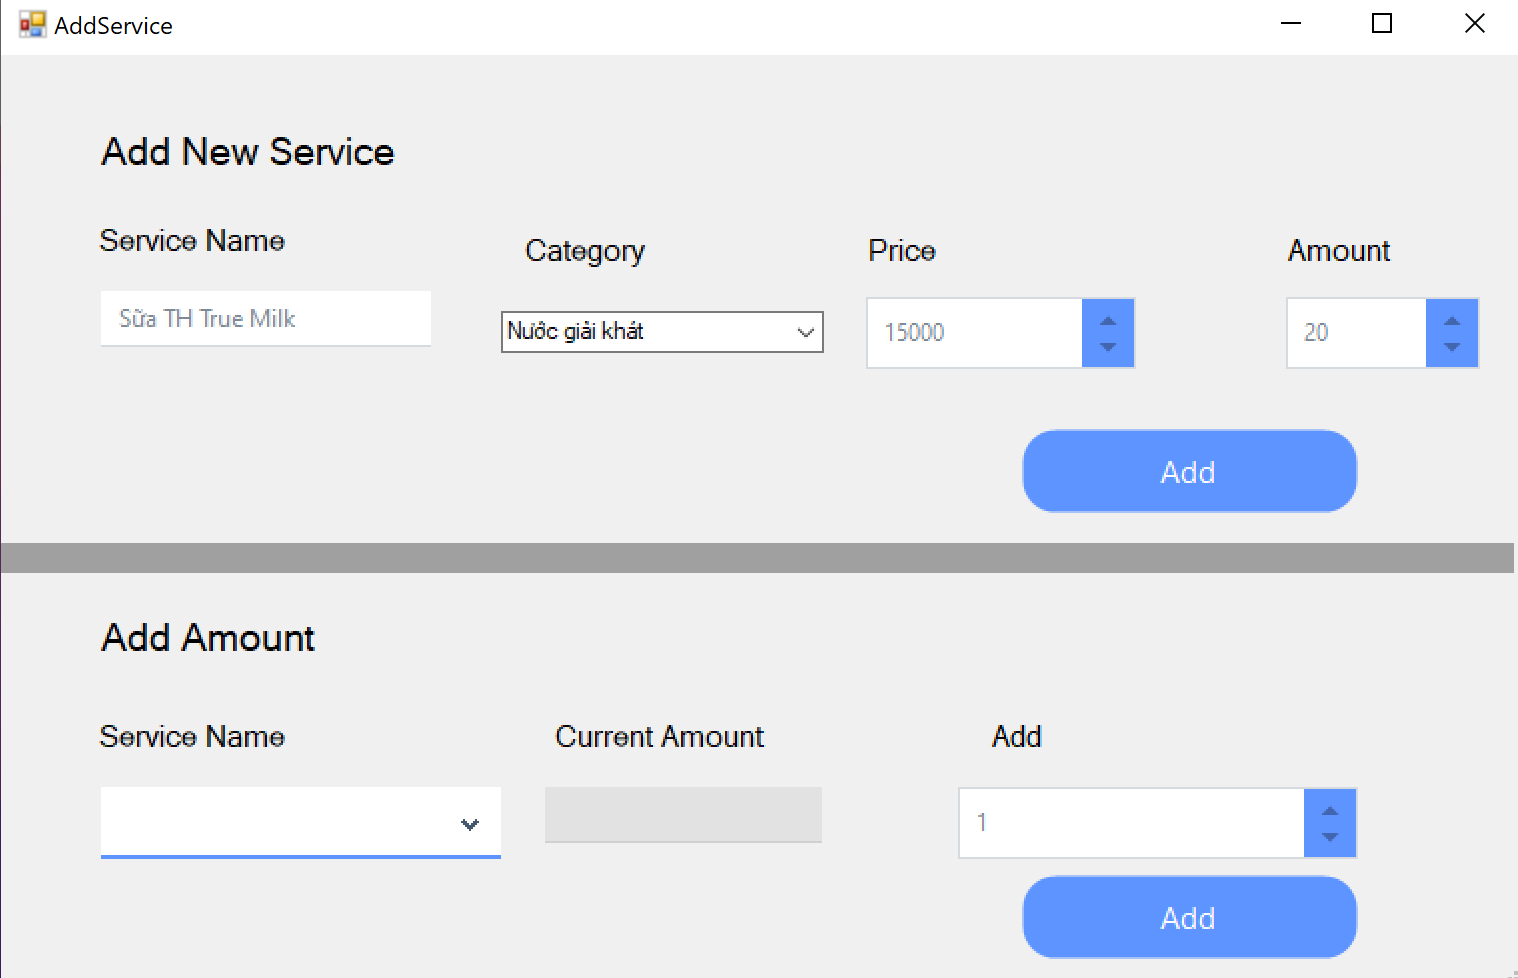 AddService
Add New Service
Service Name
Category
Price
Amount
Sữa TH True Milk
Nước giải khát
15000
20
Add
Add Amount
Service Name
Current Amount
Add
1
Add